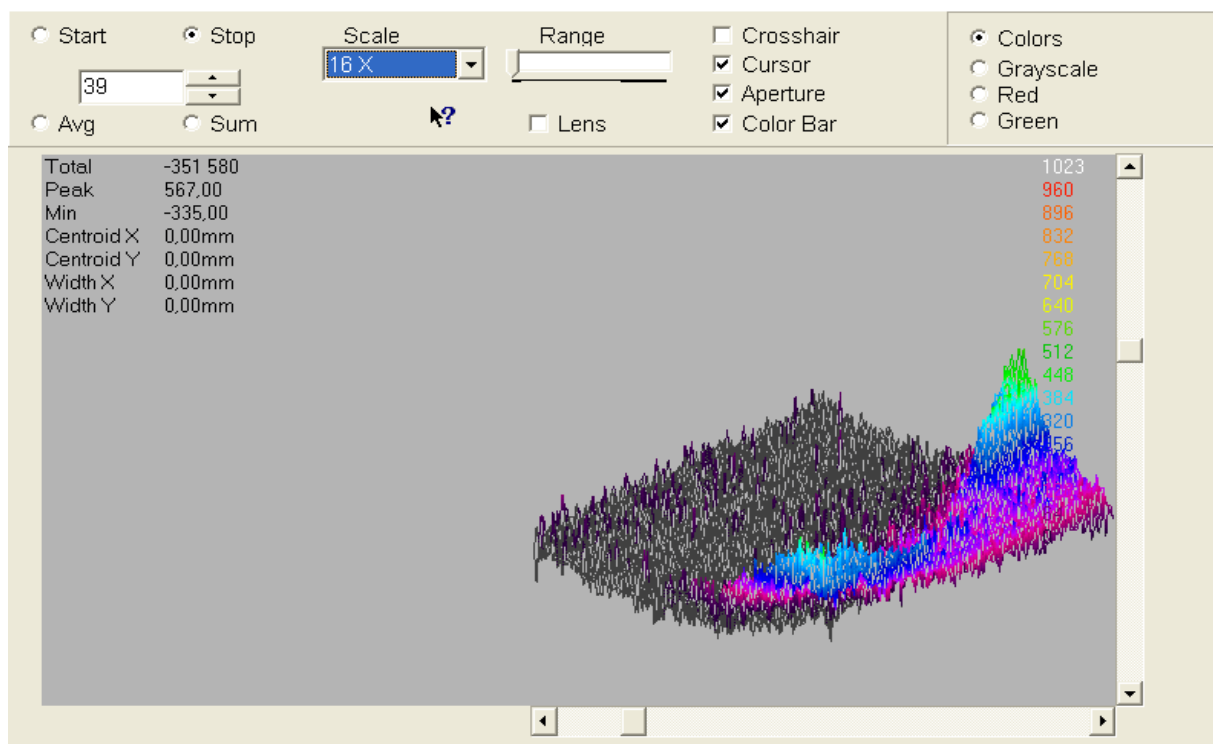 Start
Stop
39
Avg
Sum
Scale
16 X
?
Range
Lens
Crosshair
Cursor
Aperture
Color Bar
Colors
Grayscale
Red
Green
Total -351 580
Peak 567,00
Min -335,00
Centroid X 0,00mm
Centroid Y 0,00mm
Width X 0,00mm
Width Y 0,00mm
1023
960
896
832
768
704
640
576
512
448
384
320